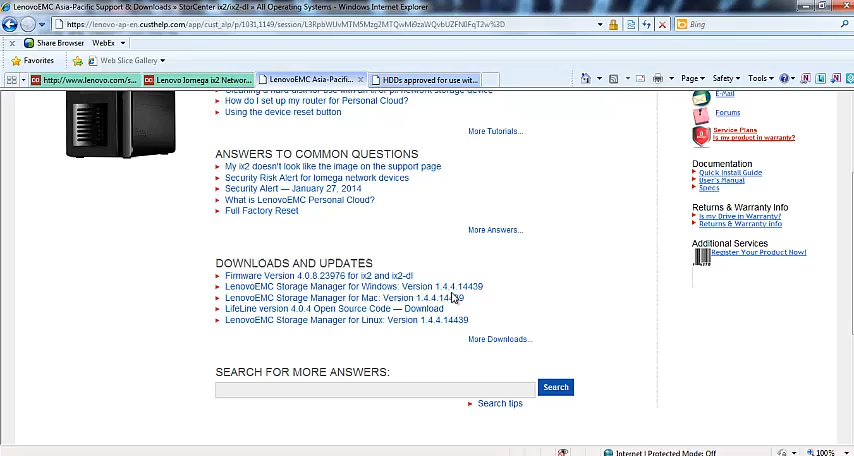 LenovoEMC Asia-Pacific Support & Downloads » StorCenter ix2/ix2-dl » All Operating Systems - Windows Internet Explorer
Bing
Share Browser WebEx
Favorites Web Slice Gallery
http://www.lenovo.com/s... Lenovo Iomega ix2 Networ... LenovoEMC Asia-Pacifi... HDDs approved for use wit... Page Safety Tools
How do I set up my router for Personal Cloud?
Using the device reset button
More Tutorials...
ANSWERS TO COMMON QUESTIONS
My ix2 doesn't look like the image on the support page
Security Risk Alert for Iomega network devices
Security Alert — January 27, 2014
What is LenovoEMC Personal Cloud?
Full Factory Reset
More Answers...
DOWNLOADS AND UPDATES
Firmware Version 4.0.8.23976 for ix2 and ix2-dl
LenovoEMC Storage Manager for Windows: Version 1.4.4.14439
LenovoEMC Storage Manager for Mac: Version
LifeLine version 4.0.4 Open Source Code — Download
LenovoEMC Storage Manager for Linux: Version 1.4.4.14439
More Downloads...
SEARCH FOR MORE ANSWERS:
Search
Search tips
E-Mail
Forums
Service Plans
Is my product in warranty?
Documentation
Quick Install Guide
User's Manual
Specs
Returns & Warranty Info
Is my Drive in Warranty?
Returns & Warranty info
Additional Services
Register Your Product Now!
Internet | Protected Mode: Off
100%